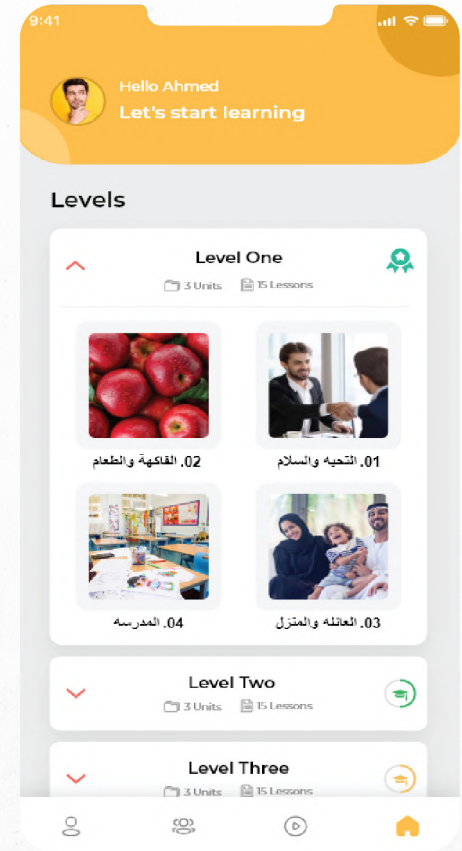 9:41
Hello Ahmed
Let's start learning
Levels
Level One
3 Units 15 Lessons
01. التحيه والسلام
02. الفاكهة والطعام
03. العائله والمنزل
04. المدرسه
Level Two
3 Units 15 Lessons
Level Three
3 Units 15 Lessons